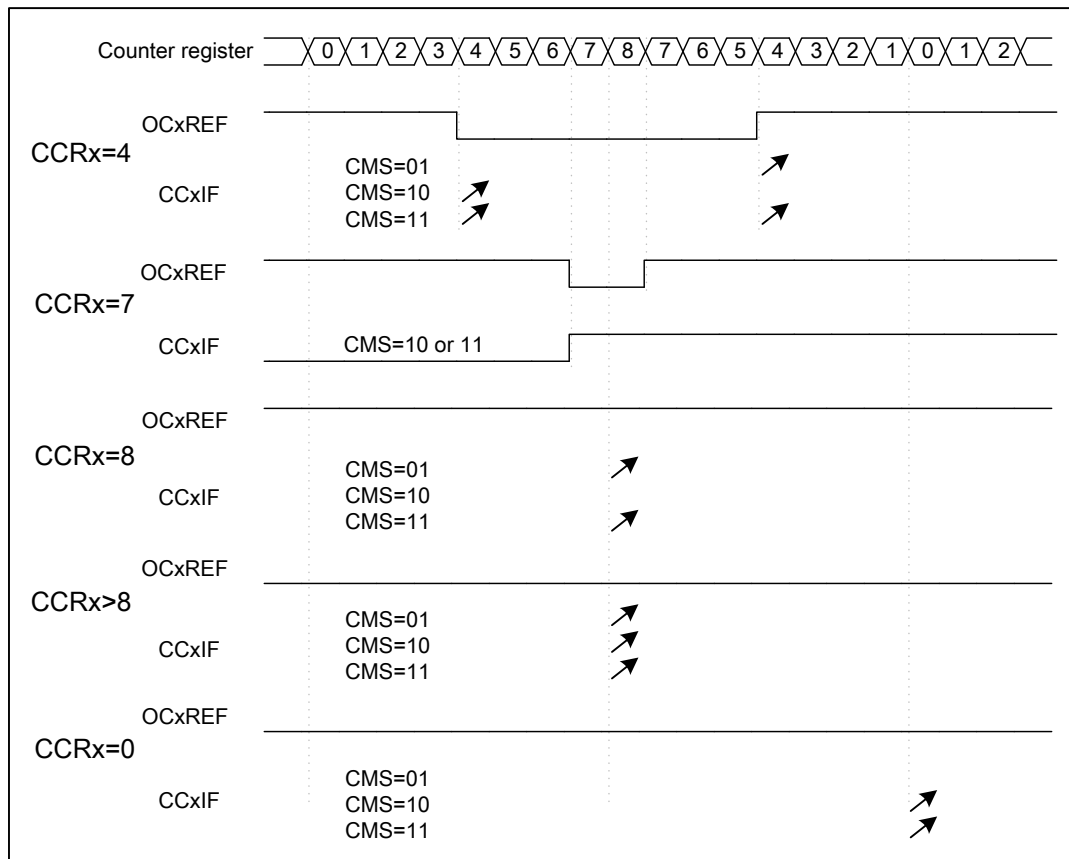 Counter register 0 1 2 3 4 5 6 7 8 7 6 5 4 3 2 1 0 1 2
OCxREF
CCRx=4
CMS=01
CCxIF CMS=10
CMS=11
OCxREF
CCRx=7
CCxIF CMS=10 or 11
OCxREF
CCRx=8
CMS=01
CCxIF CMS=10
CMS=11
OCxREF
CCRx>8
CMS=01
CCxIF CMS=10
CMS=11
OCxREF
CCRx=0
CMS=01
CCxIF CMS=10
CMS=11